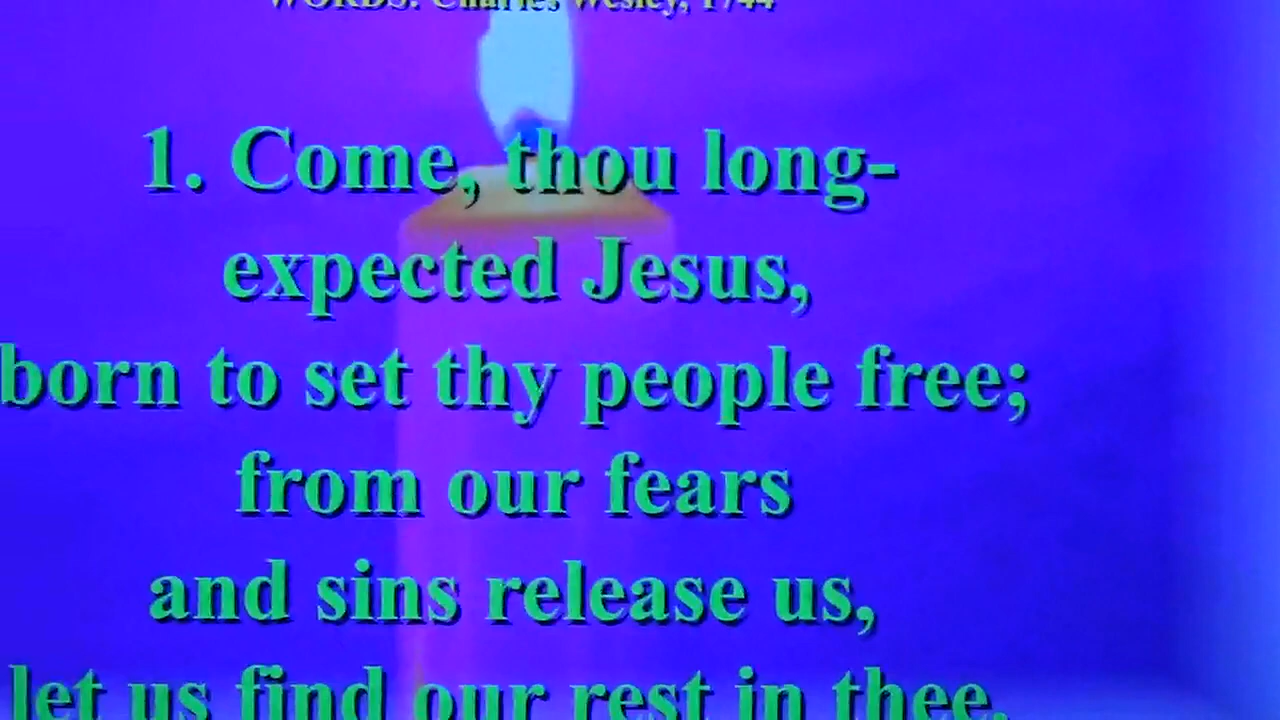 WORDS: Charles Wesley, 1744
1. Come, thou long-
expected Jesus,
born to set thy people free;
from our fears
and sins release us,
let us find our rest in thee.